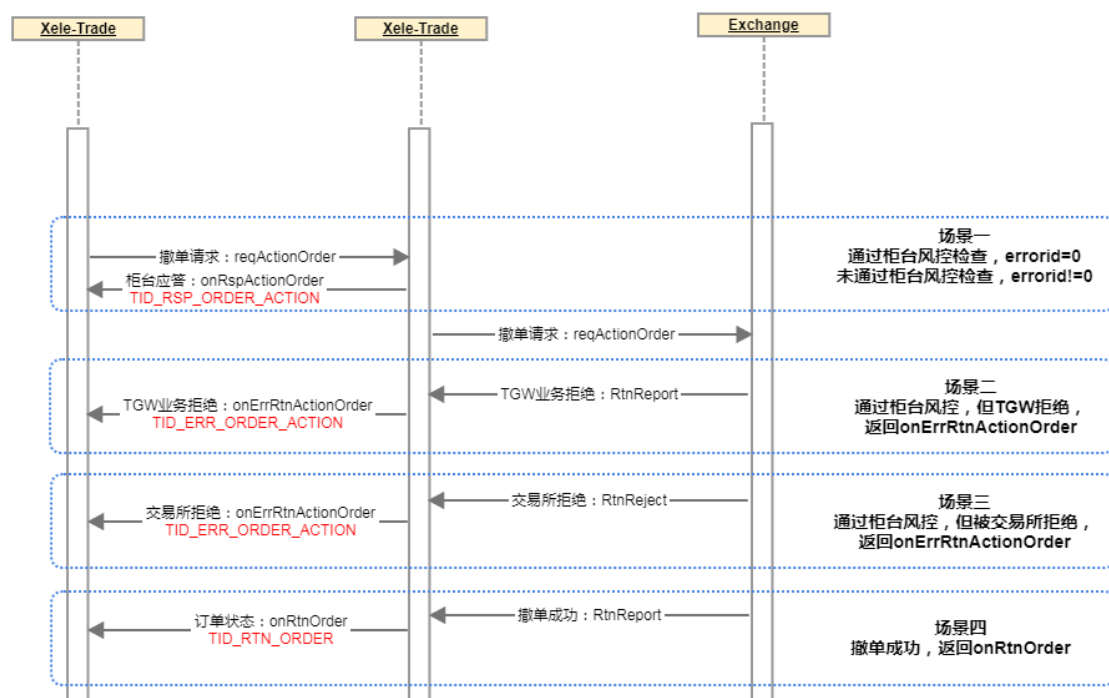 Xele-Trade
Xele-Trade
Exchange
场景一
通过柜台风控检查，errorid=0
未通过柜台风控检查，errorid!=0
撤单请求：reqActionOrder
柜台应答：onRspActionOrder
TID_RSP_ORDER_ACTION
撤单请求：reqActionOrder
场景二
通过柜台风控，但TGW拒绝，
返回onErrRtnActionOrder
TGW业务拒绝：RtnReport
TGW业务拒绝：onErrRtnActionOrder
TID_ERR_ORDER_ACTION
场景三
通过柜台风控，但被交易所拒绝，
返回onErrRtnActionOrder
交易所拒绝：RtnReject
交易所拒绝：onErrRtnActionOrder
TID_ERR_ORDER_ACTION
撤单成功：RtnReport
订单状态：onRtnOrder
TID_RTN_ORDER
场景四
撤单成功，返回onRtnOrder